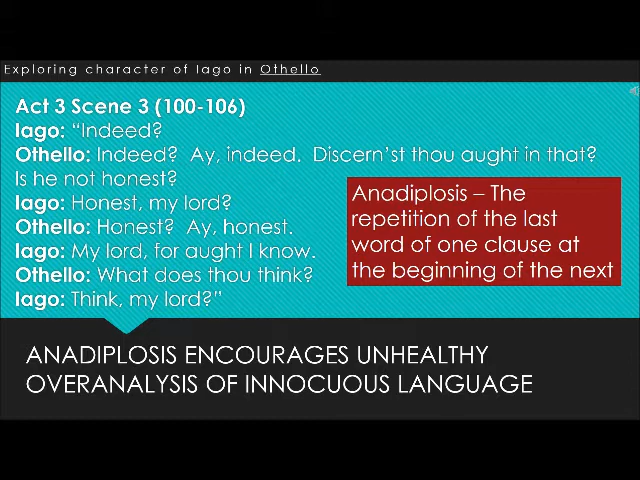 Exploring character of Iago in Othello
Act 3 Scene 3 (100-106)
Iago: “Indeed?
Othello: Indeed? Ay, indeed. Discern'st thou aught in that?
Is he not honest?
Iago: Honest, my lord?
Othello: Honest? Ay, honest.
Iago: My lord, for aught I know.
Othello: What does thou think?
Iago: Think, my lord?”
Anadiplosis – The
repetition of the last
word of one clause at
the beginning of the next
ANADIPLOSIS ENCOURAGES UNHEALTHY
OVERANALYSIS OF INNOCUOUS LANGUAGE